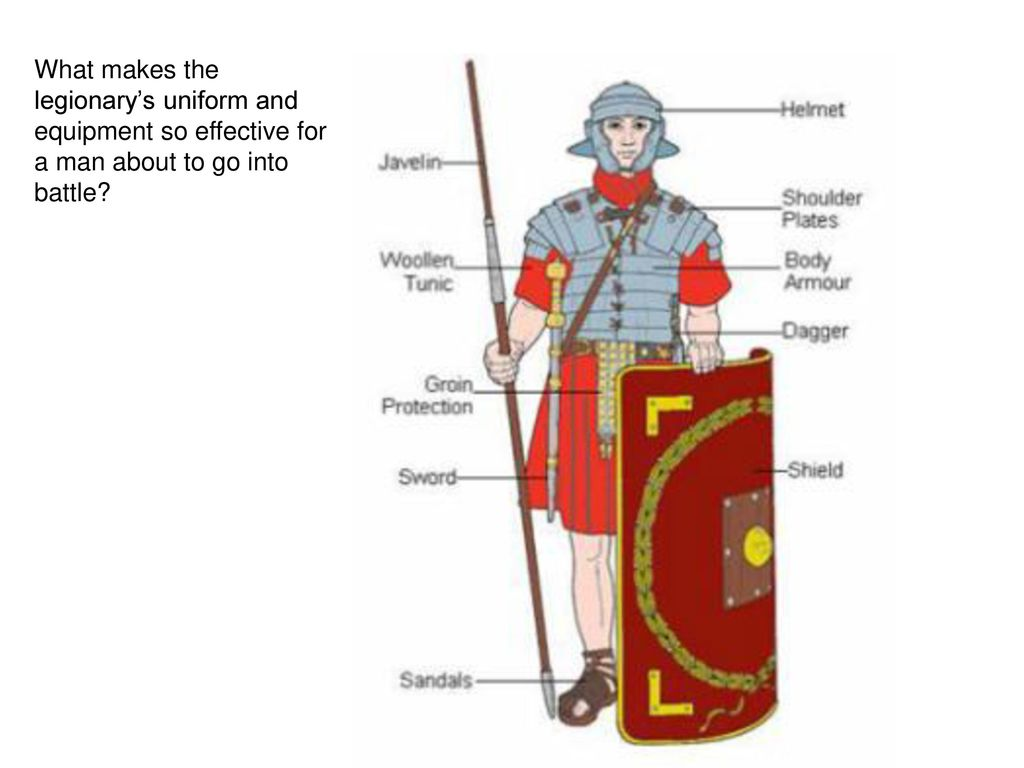 What makes the
legionary’s uniform and
equipment so effective for
a man about to go into
battle?
Helmet
Javelin
Shoulder
Plates
Woollen
Tunic
Body
Armour
Dagger
Groin
Protection
Sword
Shield
Sandals